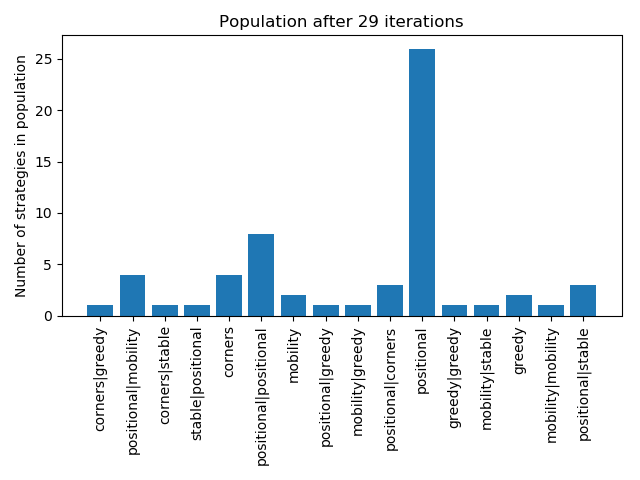 Population after 29 iterations
Number of strategies in population
25
20
15
10
5
0
corners|greedy
positional|mobility
corners|stable
stable|positional
corners
positional|positional
mobility
positional|greedy
mobility|greedy
positional|corners
positional
greedy|greedy
mobility|stable
greedy
mobility|mobility
positional|stable